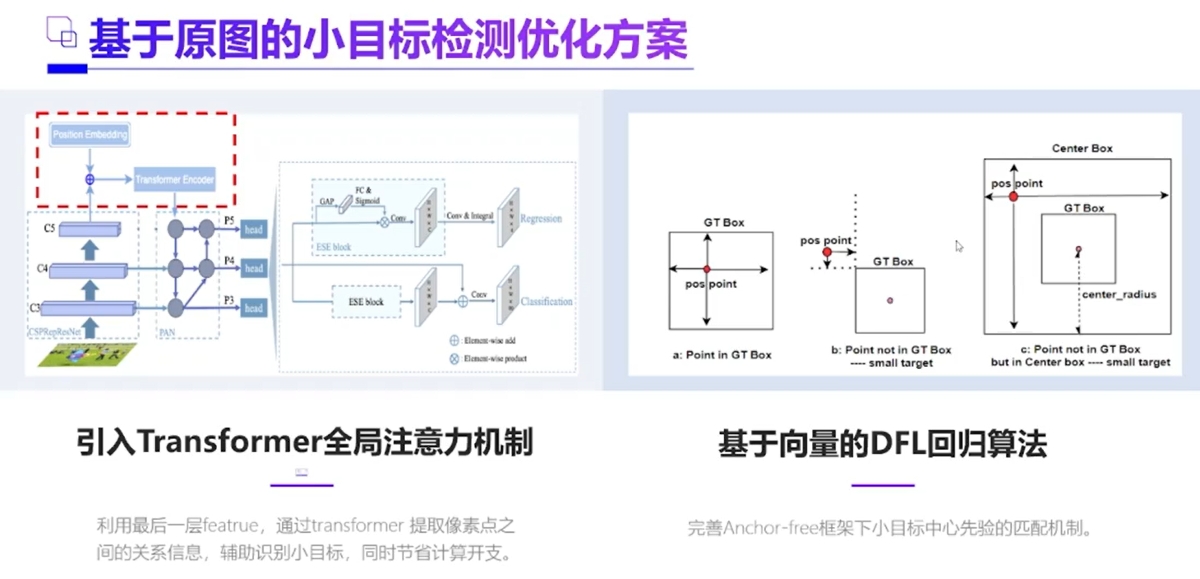 基于原图的小目标检测优化方案
Position Embedding
Transformer Encoder
C5
C4
C3
CSPRepResNet
PAN
P5
P4
P3
head
head
head
GAP
FC &
Sigmoid
Conv
ESE block
Conv & Integral
Regression
ESE block
Conv
Classification
: Element-wise add
: Element-wise product
GT Box
pos point
a: Point in GT Box
pos point
GT Box
b: Point not in GT Box
---- small target
Center Box
pos point
GT Box
center_radius
c: Point not in GT Box
but in Center box ---- small target
引入Transformer全局注意力机制
利用最后一层featrue，通过transformer 提取像素点之
间的关系信息，辅助识别小目标，同时节省计算开支。
基于向量的DFL回归算法
完善Anchor-free框架下小目标中心先验的匹配机制。